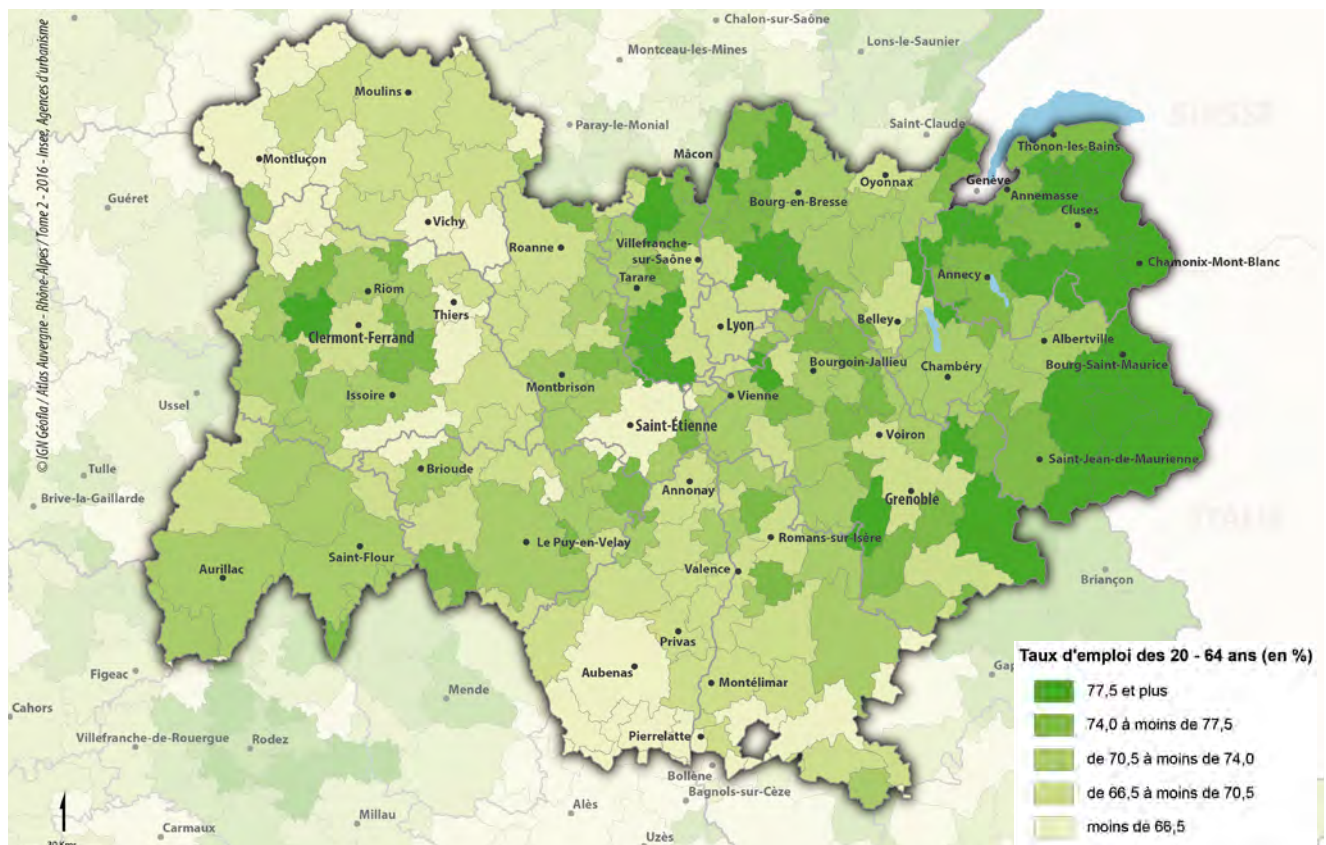 © IGN Géofla / Atlas Auvergne - Rhône-Alpes / Tome 2 - 2016 - Insee, Agences d'urbanisme
Chalon-sur-Saône
Lons-le-Saunier
Montceau-les-Mines
Moulins
SUISSE
Paray-le-Monial
Saint-Claude
Thonon-les-Bains
Mâcon
Montluçon
Oyonnax
Genève
Annemasse
Guéret
Bourg-en-Bresse
Cluses
Vichy
Roanne
Villefranche-
sur-Saône
Chamonix-Mont-Blanc
Annecy
Riom
Tarare
Thiers
Belley
Lyon
Clermont-Ferrand
Albertville
Bourgoin-Jallieu
Chambéry
Bourg-Saint-Maurice
Montbrison
Ussel
Issoire
Vienne
Saint-Étienne
Voiron
Saint-Jean-de-Maurienne
Tulle
Brioude
Brive-la-Gaillarde
Annonay
Grenoble
ITALIE
Le Puy-en-Velay
Romans-sur-Isère
Saint-Flour
Aurillac
Valence
Briançon
Privas
Figeac
Aubenas
Montélimar
Mende
Cahors
Villefranche-de-Rouergue
Rodez
Pierrelatte
Bollène
Bagnols-sur-Cèze
Alès
Millau
Carmaux
Uzès
30 Kms
Taux d'emploi des 20 - 64 ans (en %)
77,5 et plus
74,0 à moins de 77,5
de 70,5 à moins de 74,0
de 66,5 à moins de 70,5
moins de 66,5